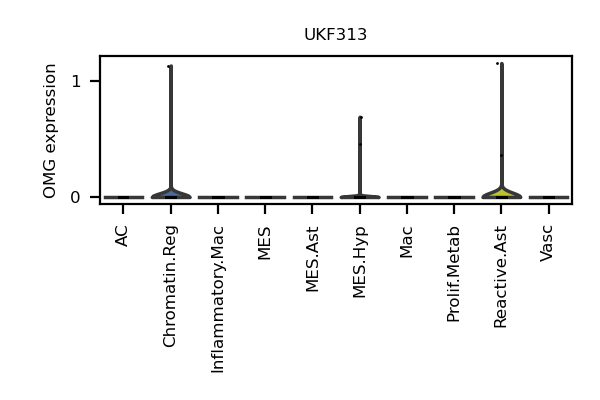 UKF313
OMG expression
1
0
AC
Chromatin.Reg
Inflammatory.Mac
MES
MES.Ast
MES.Hyp
Mac
Prolif.Metab
Reactive.Ast
Vasc